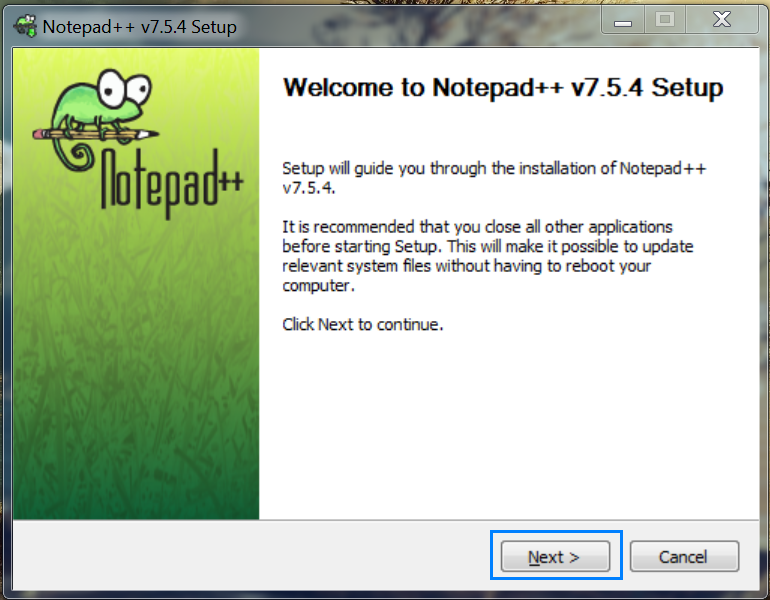 Notepad++ v7.5.4 Setup
Notepad++
Welcome to Notepad++ v7.5.4 Setup
Setup will guide you through the installation of Notepad++
v7.5.4.
It is recommended that you close all other applications
before starting Setup. This will make it possible to update
relevant system files without having to reboot your
computer.
Click Next to continue.
Next >
Cancel